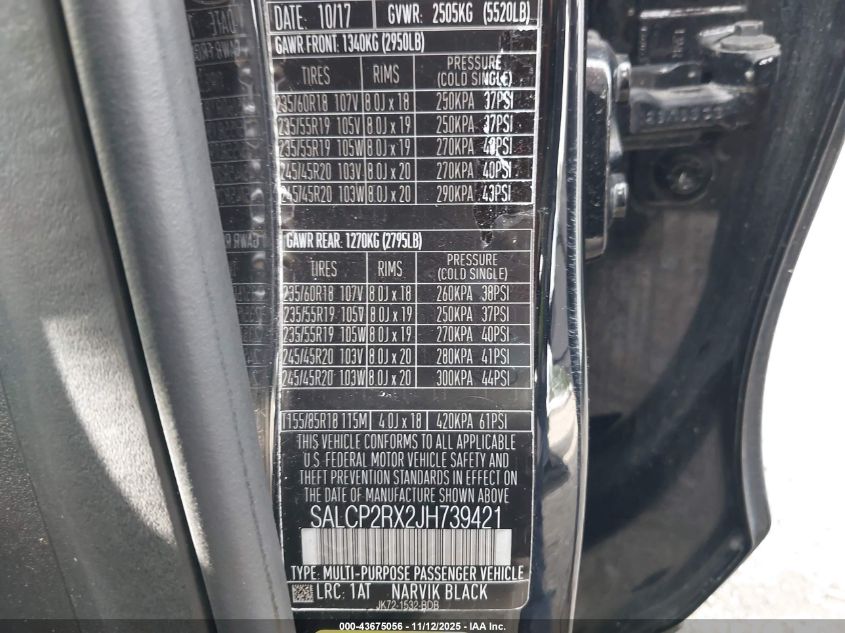 DATE: 10/17 GVWR: 2505KG (5520LB)
GAWR FRONT: 1340KG (2950LB)
TIRES RIMS PRESSURE (COLD SINGLE)
235/60R18 107V 8.0J x 18 250KPA 37PSI
235/55R19 105V 8.0J x 19 250KPA 37PSI
235/55R19 105W 8.0J x 19 270KPA 40PSI
245/45R20 103V 8.0J x 20 270KPA 40PSI
245/45R20 103W 8.0J x 20 290KPA 43PSI
GAWR REAR: 1270KG (2795LB)
TIRES RIMS PRESSURE (COLD SINGLE)
235/60R18 107V 8.0J x 18 260KPA 38PSI
235/55R19 105V 8.0J x 19 250KPA 37PSI
235/55R19 105W 8.0J x 19 270KPA 40PSI
245/45R20 103V 8.0J x 20 280KPA 41PSI
245/45R20 103W 8.0J x 20 300KPA 44PSI
T155/85R18 115M 4.0J x 18 420KPA 61PSI
THIS VEHICLE CONFORMS TO ALL APPLICABLE
U.S. FEDERAL MOTOR VEHICLE SAFETY AND
THEFT PREVENTION STANDARDS IN EFFECT ON
THE DATE OF MANUFACTURE SHOWN ABOVE
SALCP2RX2JH739421
TYPE: MULTI-PURPOSE PASSENGER VEHICLE
LRC: 1AT NARVIK BLACK
JK72-1532-BDB
000-43675056 - 11/12/2025 - IAA Inc.